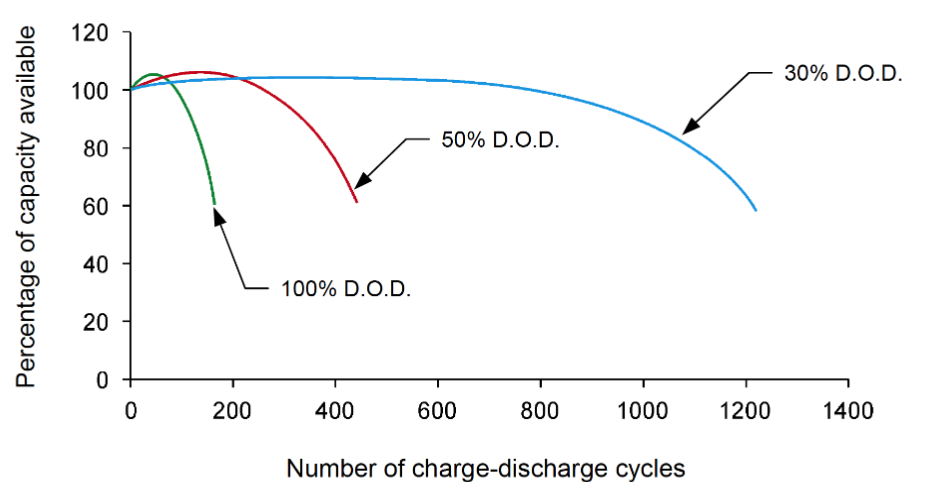 Percentage of capacity available
120
100
80
60
40
20
0
30% D.O.D.
50% D.O.D.
100% D.O.D.
0 200 400 600 800 1000 1200 1400
Number of charge-discharge cycles